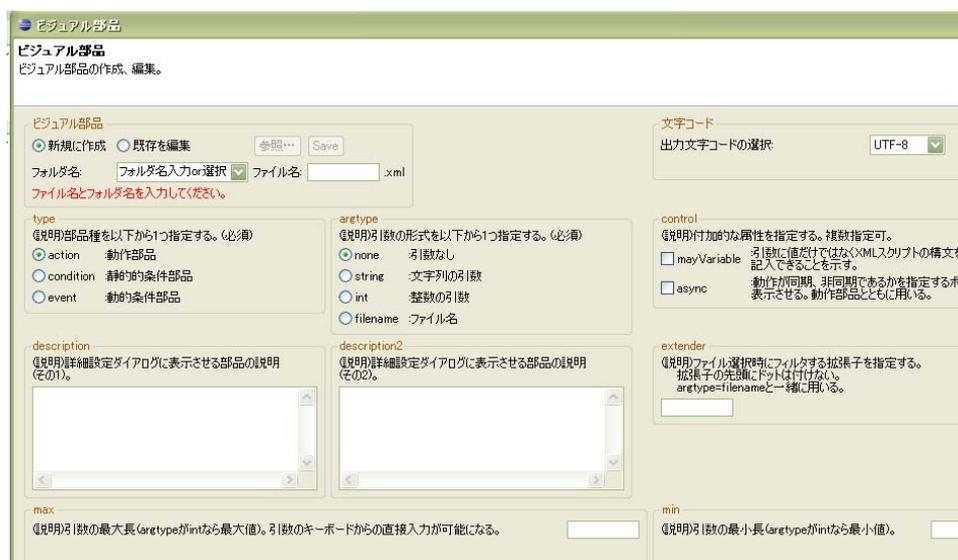 ビジュアル部品
ビジュアル部品
ビジュアル部品の作成、編集。
ビジュアル部品
新規に作成 既存を編集 参照… Save
フォルダ名: フォルダ名入力or選択 ファイル名: .xml
ファイル名とフォルダ名を入力してください。
文字コード
出力文字コードの選択: UTF-8
type
(説明)部品種を以下から1つ指定する。(必須)
action :動作部品
condition :静的条件部品
event :動的条件部品
argtype
(説明)引数の形式を以下から1つ指定する。(必須)
none :引数なし
string :文字列の引数
int :整数の引数
filename :ファイル名
control
(説明)付加的な属性を指定する。複数指定可。
mayVariable :引数に値だけではなくXMLスクリプトの構文を
記入できることを示す。
async :動作が同期、非同期であるかを指定するボ
表示させる。動作部品とともに用いる。
description
(説明)詳細設定ダイアログに表示させる部品の説明
(その1)。
description2
(説明)詳細設定ダイアログに表示させる部品の説明
(その2)。
extender
(説明)ファイル選択時にフィルタする拡張子を指定する。
拡張子の先頭にドットは付けない。
argtype=filenameと一緒に用いる。
max
(説明)引数の最大長(argtypeがintなら最大値)。引数のキーボードからの直接入力が可能になる。
min
(説明)引数の最小長(argtypeがintなら最小値)。